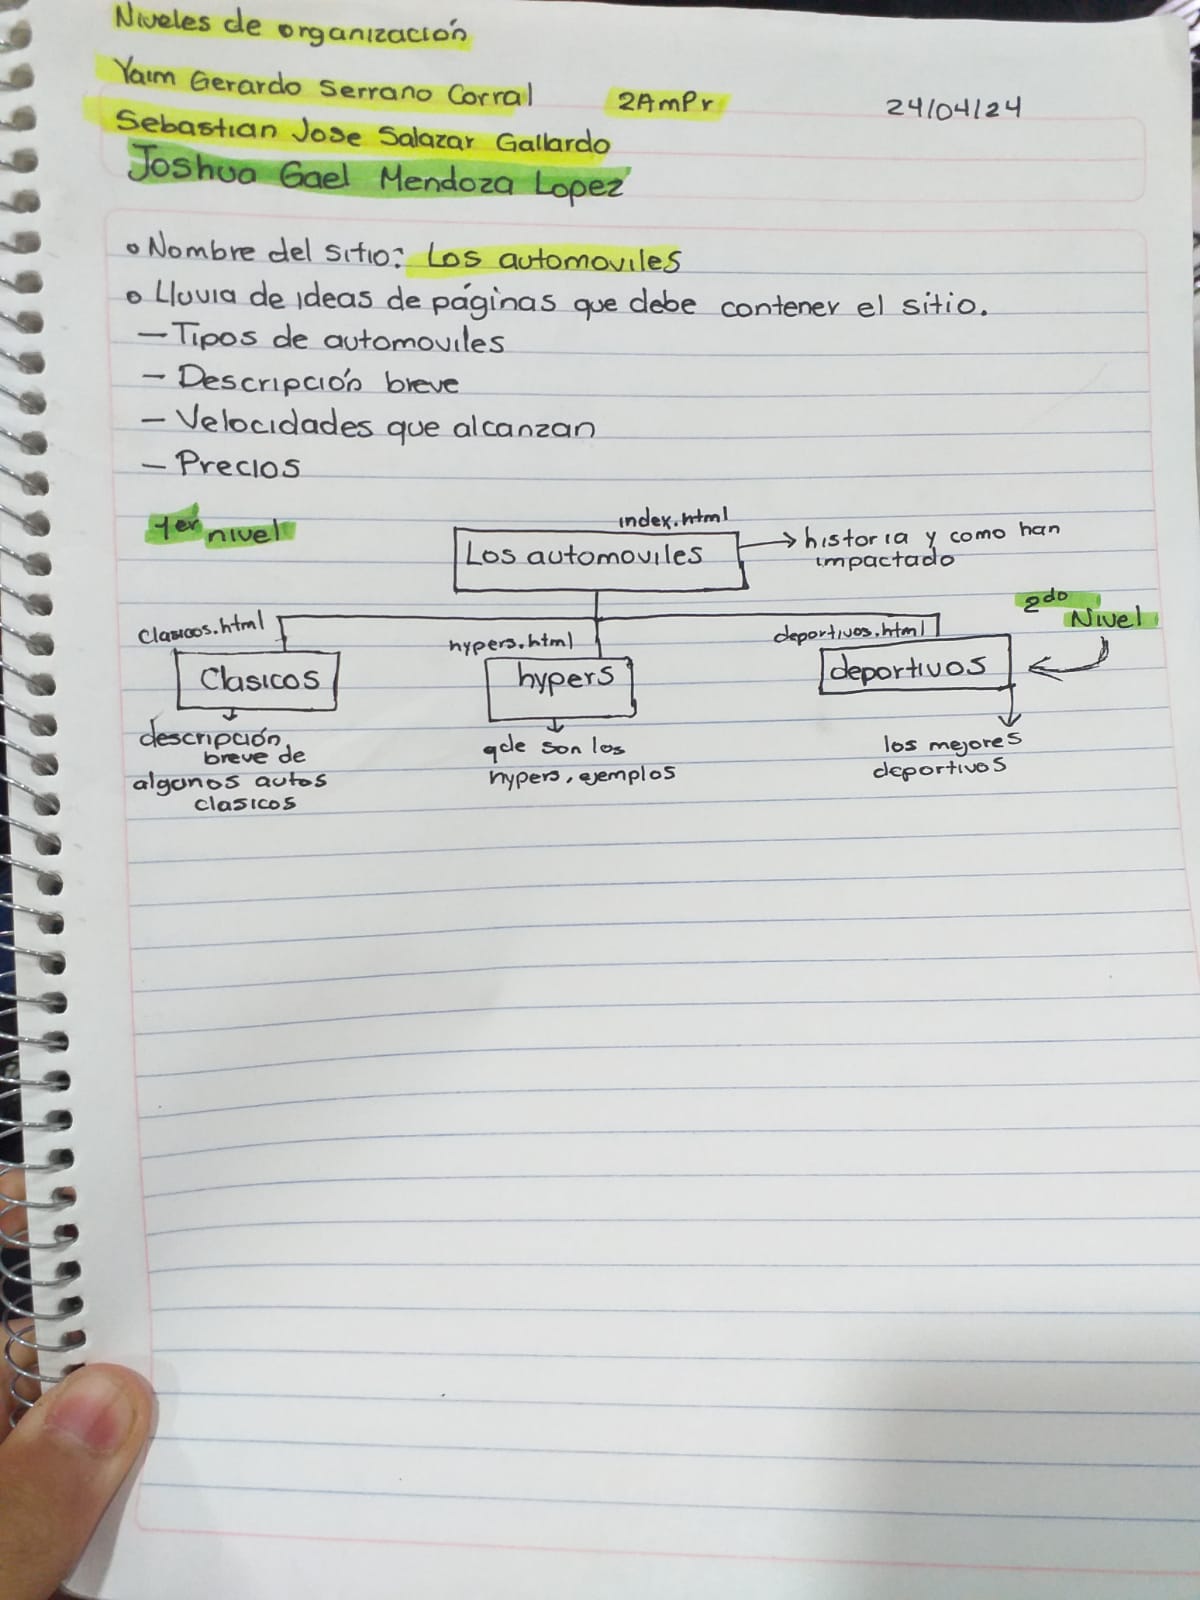 Niveles de organización
Yaim Gerardo Serrano Corral 2AmPr 24/04/24
Sebastian Jose Salazar Gallardo
Joshua Gael Mendoza Lopez
Nombre del sitio: Los automoviles
Lluvia de ideas de páginas que debe contener el sitio.
- Tipos de automoviles
- Descripción breve
- Velocidades que alcanzan
- Precios
1er nivel
index.html
Los automoviles
historia y como han
impactado
2do
Nivel
Clasicos.html
hypers.html
deportivos.html
Clasicos
hypers
deportivos
descripción
breve de
algunos autos
clasicos
que son los
hypers, ejemplos
los mejores
deportivos